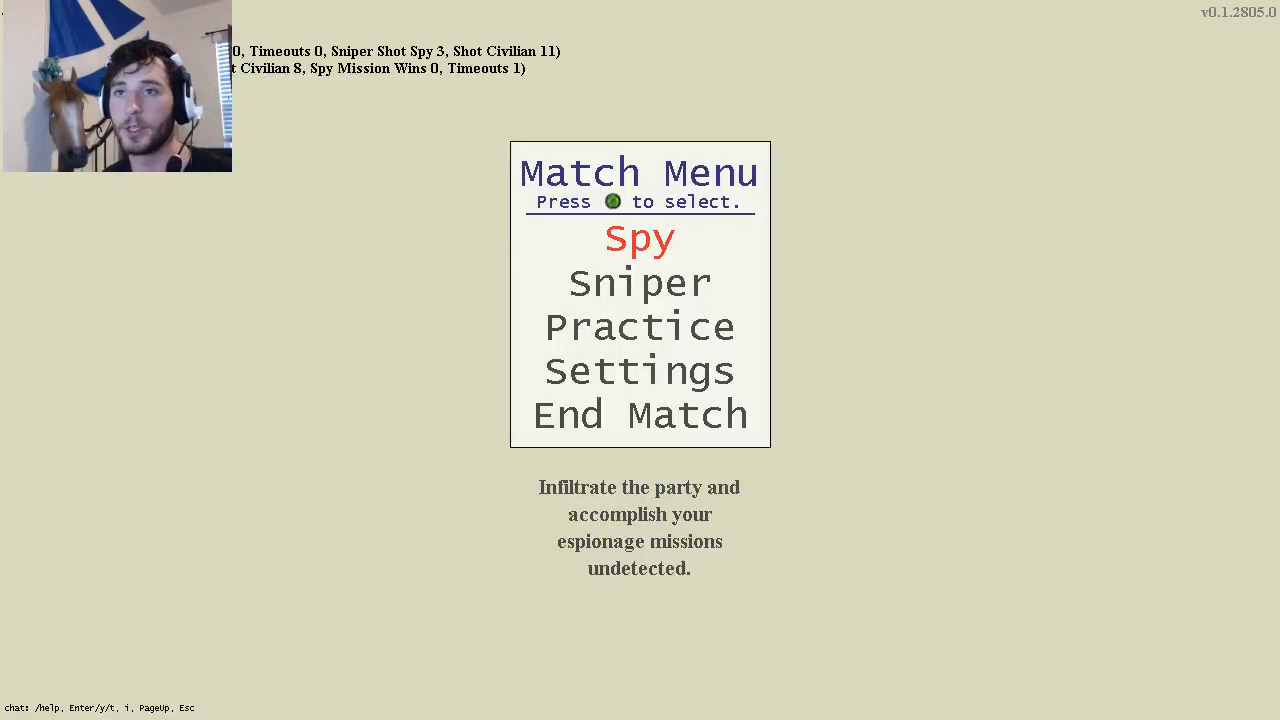 v0.1.2805.0
0, Timeouts 0, Sniper Shot Spy 3, Shot Civilian 11)
t Civilian 8, Spy Mission Wins 0, Timeouts 1)
Match Menu
Press to select.
Spy
Sniper
Practice
Settings
End Match
Infiltrate the party and
accomplish your
espionage missions
undetected.
chat: /help, Enter/y/t, i, PageUp, Esc